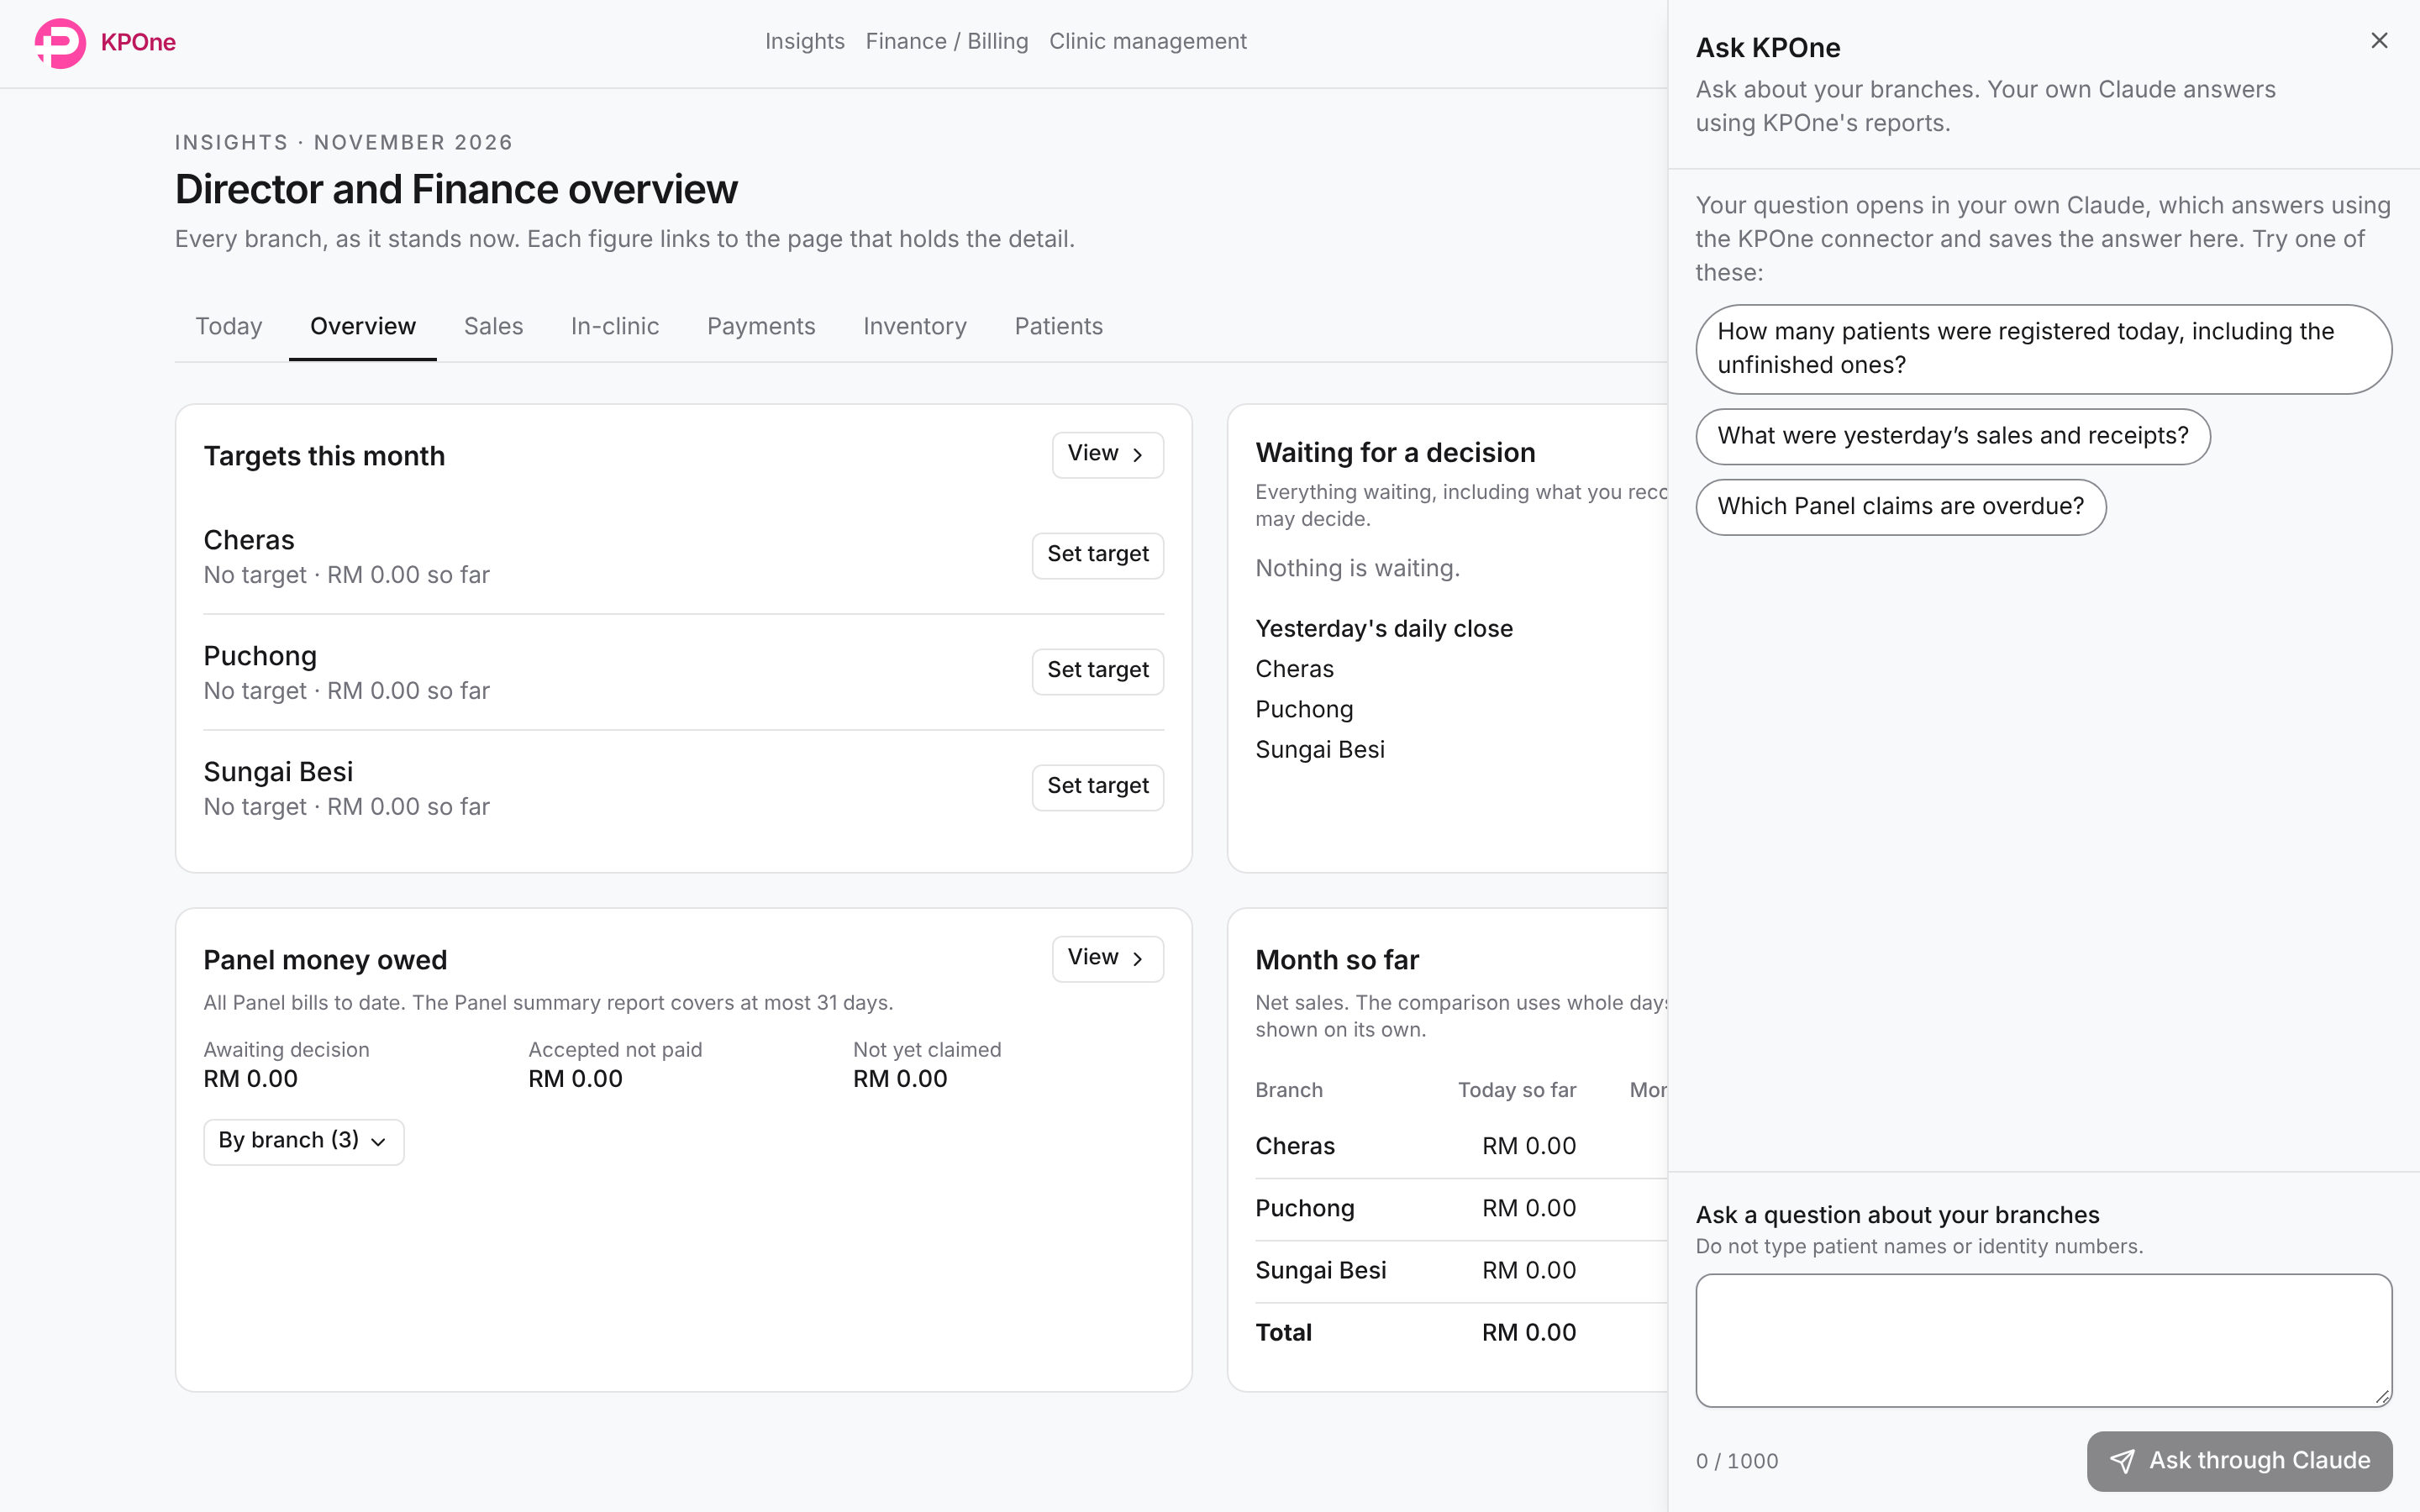 KPOne
Insights
Finance / Billing
Clinic management
INSIGHTS · NOVEMBER 2026
Director and Finance overview
Every branch, as it stands now. Each figure links to the page that holds the detail.
Today
Overview
Sales
In-clinic
Payments
Inventory
Patients
Targets this month
View
Cheras
No target · RM 0.00 so far
Set target
Puchong
No target · RM 0.00 so far
Set target
Sungai Besi
No target · RM 0.00 so far
Set target
Waiting for a decision
Everything waiting, including what you reco
may decide.
Nothing is waiting.
Yesterday's daily close
Cheras
Puchong
Sungai Besi
Panel money owed
View
All Panel bills to date. The Panel summary report covers at most 31 days.
Awaiting decision
RM 0.00
Accepted not paid
RM 0.00
Not yet claimed
RM 0.00
By branch (3)
Month so far
Net sales. The comparison uses whole days
shown on its own.
Branch Today so far Mon
Cheras RM 0.00
Puchong RM 0.00
Sungai Besi RM 0.00
Total RM 0.00
Ask KPOne
Ask about your branches. Your own Claude answers
using KPOne's reports.
Your question opens in your own Claude, which answers using
the KPOne connector and saves the answer here. Try one of
these:
How many patients were registered today, including the
unfinished ones?
What were yesterday’s sales and receipts?
Which Panel claims are overdue?
Ask a question about your branches
Do not type patient names or identity numbers.
0 / 1000
Ask through Claude